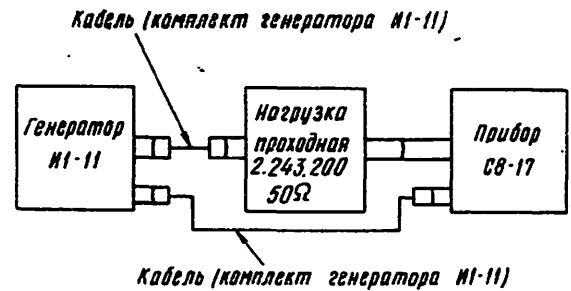 Кабель (комплект генератора И1-11)
Генератор
И1-11
Нагрузка
проходная
2.243.200
50Ω
Прибор
С8-17
Кабель (комплект генератора И1-11)